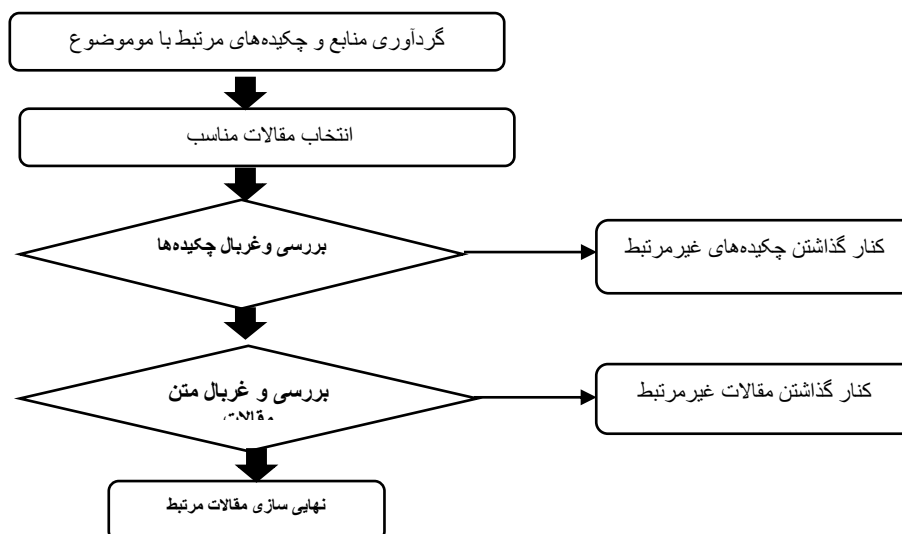 گردآوری منابع و چکیده‌های مرتبط با موموضوع
انتخاب مقالات مناسب
بررسی وغربال چکیده‌ها
کنار گذاشتن چکیده‌های غیرمرتبط
بررسی و غربال متن
مقالات
کنار گذاشتن مقالات غیرمرتبط
نهایی سازی مقالات مرتبط